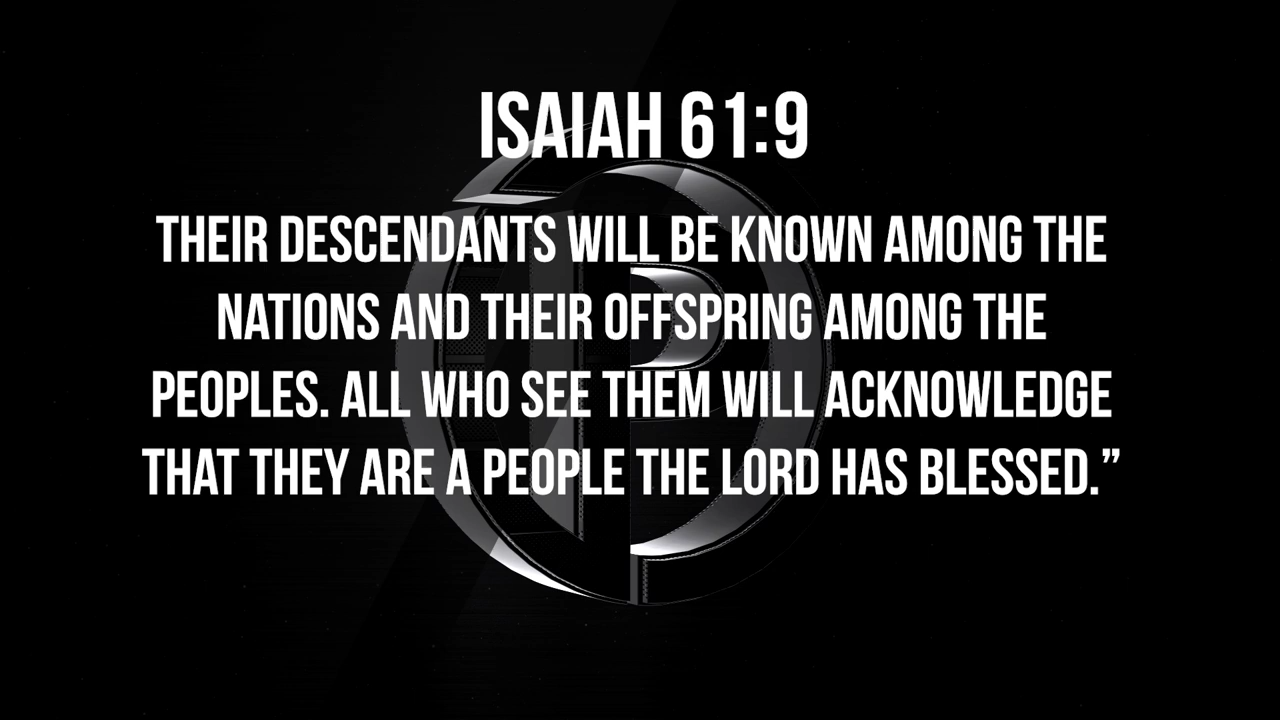 ISAIAH 61:9
THEIR DESCENDANTS WILL BE KNOWN AMONG THE
NATIONS AND THEIR OFFSPRING AMONG THE
PEOPLES. ALL WHO SEE THEM WILL ACKNOWLEDGE
THAT THEY ARE A PEOPLE THE LORD HAS BLESSED.”